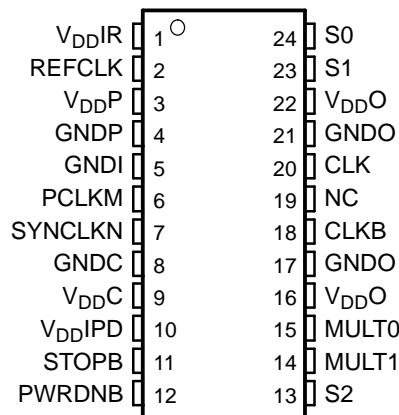 VDDIR 1 24 S0
REFCLK 2 23 S1
VDDP 3 22 VDDO
GNDP 4 21 GNDO
GNDI 5 20 CLK
PCLKM 6 19 NC
SYNCLKN 7 18 CLKB
GNDC 8 17 GNDO
VDDC 9 16 VDDO
VDDIPD 10 15 MULT0
STOPB 11 14 MULT1
PWRDNB 12 13 S2